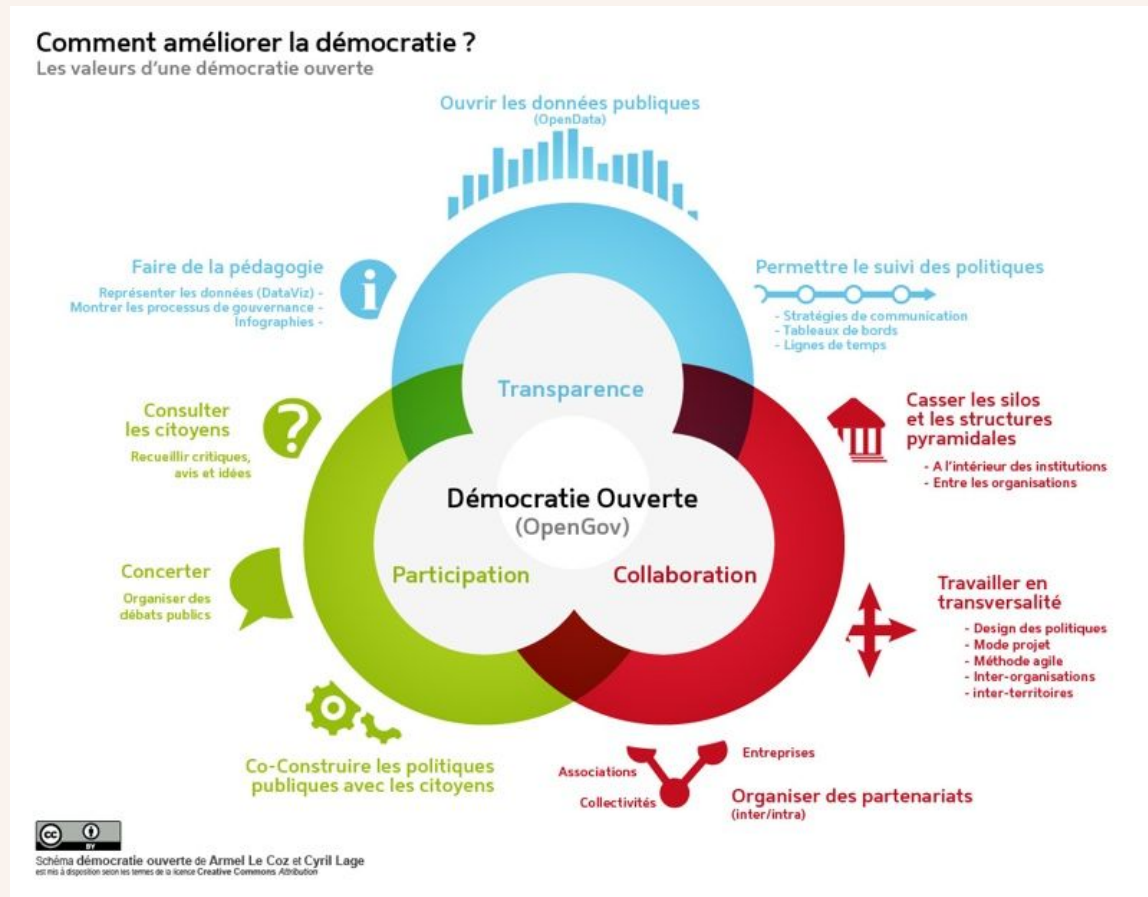 Comment améliorer la démocratie ?
Les valeurs d'une démocratie ouverte
Ouvrir les données publiques
(OpenData)
Faire de la pédagogie
Représenter les données (DataViz) -
Montrer les processus de gouvernance -
Infographies -
i
Permettre le suivi des politiques
- Stratégies de communication
- Tableaux de bords
- Lignes de temps
Transparence
Consulter
les citoyens
Recueillir critiques,
avis et idées
?
Casser les silos
et les structures
pyramidales
- A l'intérieur des institutions
- Entre les organisations
Démocratie Ouverte
(OpenGov)
Participation
Collaboration
Concerter
Organiser des
débats publics
Travailler en
transversalité
- Design des politiques
- Mode projet
- Méthode agile
- Inter-organisations
- inter-territoires
Co-Construire les politiques
publiques avec les citoyens
Associations
Entreprises
Collectivités
Organiser des partenariats
(inter/intra)
cc
BY
Schéma démocratie ouverte de Armel Le Coz et Cyril Lage
est mis à disposition selon les termes de la licence Creative Commons Attribution